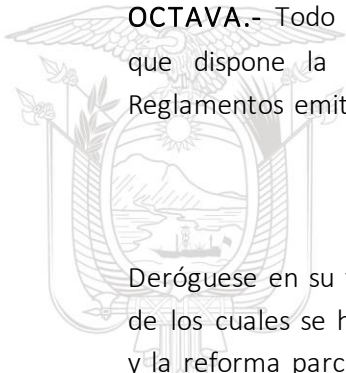 OCTAVA.- Todo
que dispone la
Reglamentos emit
Deróguese en su
de los cuales se h
y la reforma parc